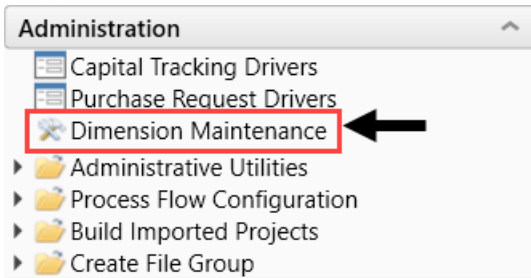 Administration
Capital Tracking Drivers
Purchase Request Drivers
Dimension Maintenance
Administrative Utilities
Process Flow Configuration
Build Imported Projects
Create File Group